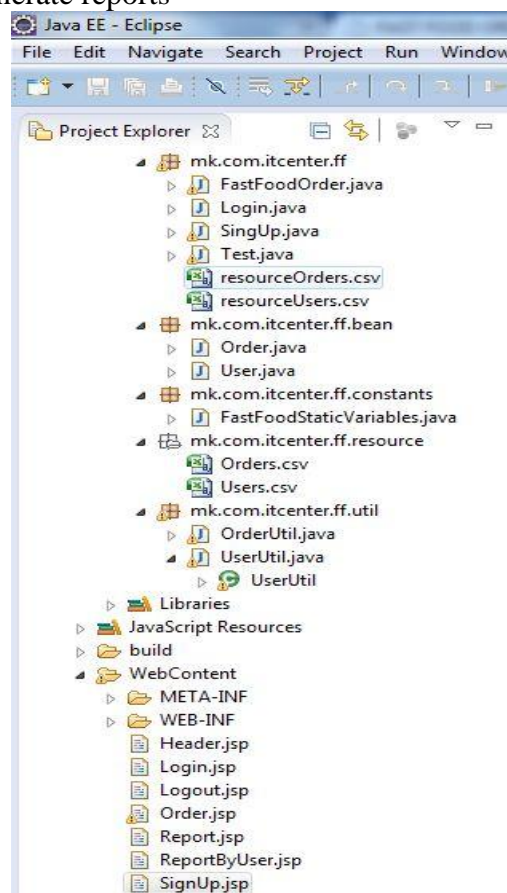 nerate reports
Java EE - Eclipse
File Edit Navigate Search Project Run Window
Project Explorer
mk.com.itcenter.ff
FastFoodOrder.java
Login.java
SingUp.java
Test.java
resourceOrders.csv
resourceUsers.csv
mk.com.itcenter.ff.bean
Order.java
User.java
mk.com.itcenter.ff.constants
FastFoodStaticVariables.java
mk.com.itcenter.ff.resource
Orders.csv
Users.csv
mk.com.itcenter.ff.util
OrderUtil.java
UserUtil.java
UserUtil
Libraries
JavaScript Resources
build
WebContent
META-INF
WEB-INF
Header.jsp
Login.jsp
Logout.jsp
Order.jsp
Report.jsp
ReportByUser.jsp
SignUp.jsp